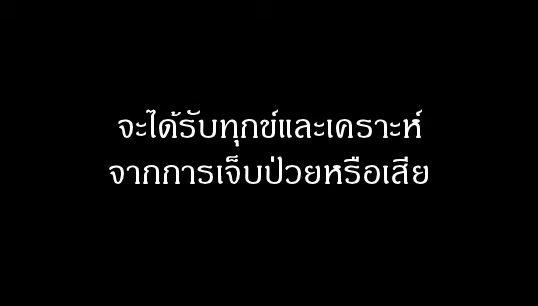 จะได้รับทุกข์และเคราะห์
จากการเจ็บป่วยหรือเสีย